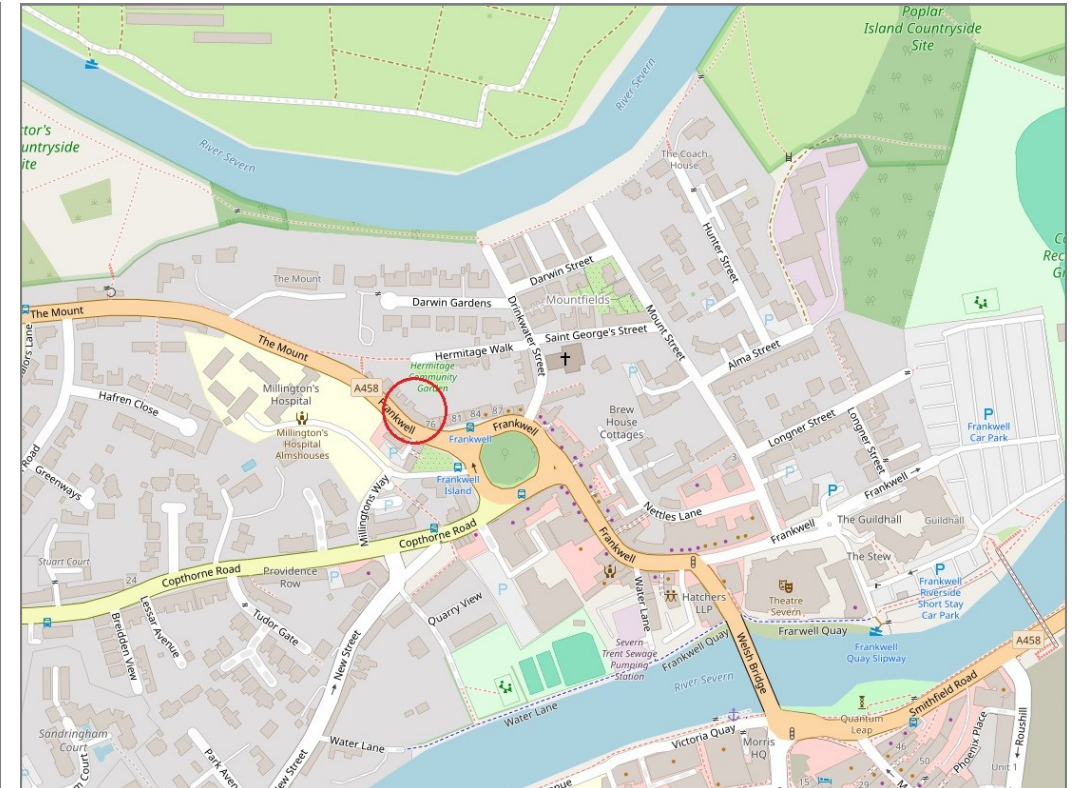 Poplar
Island Countryside
Site
River Severn
River Severn
tor's
untryside
ite
The Coach
House
Hunter Street
The Mount
Darwin Street
Mountfields
Darwin Gardens
Drinkwater Street
Mount Street
Saint George's Street
Hermitage Walk
The Mount
The Mount
Alma Street
Hermitage
Community
Garden
A458
Frankwell
76
81
84
87
Frankwell
Frankwell
Millington's
Hospital
Millington's
Hospital
Almshouses
Hafren Close
Road
Greenways
Brew
House
Cottages
Longner Street
Longner Street
P
Frankwell
Car Park
P
P
P
P
P
P
P
P
P
3
Frankwell
Island
Millingtons Way
Copthorne Road
Copthorne Road
Nettles Lane
Frankwell
Frankwell
Frankwell
The Guildhall
Guildhall
The Stew
Stuart Court
24
Providence
Row
Quarry View
Water Lane
Hatchers
LLP
Theatre
Severn
P
Frankwell
Riverside
Short Stay
Car Park
Breidden View
Lessar Avenue
Tudor Gate
New Street
New Street
Severn
Trent Sewage
Pumping
Station
Frankwell Quay
Frarwell Quay
Frankwell
Quay Slipway
A458
River Severn
Welsh Bridge
Smithfield Road
Water Lane
Water Lane
Sandringham
Court
Park Aven
Victoria Quay
Morris
HQ
Quantum
Leap
Phoenix Place
Roushill
46
50
Unit 1
15
29